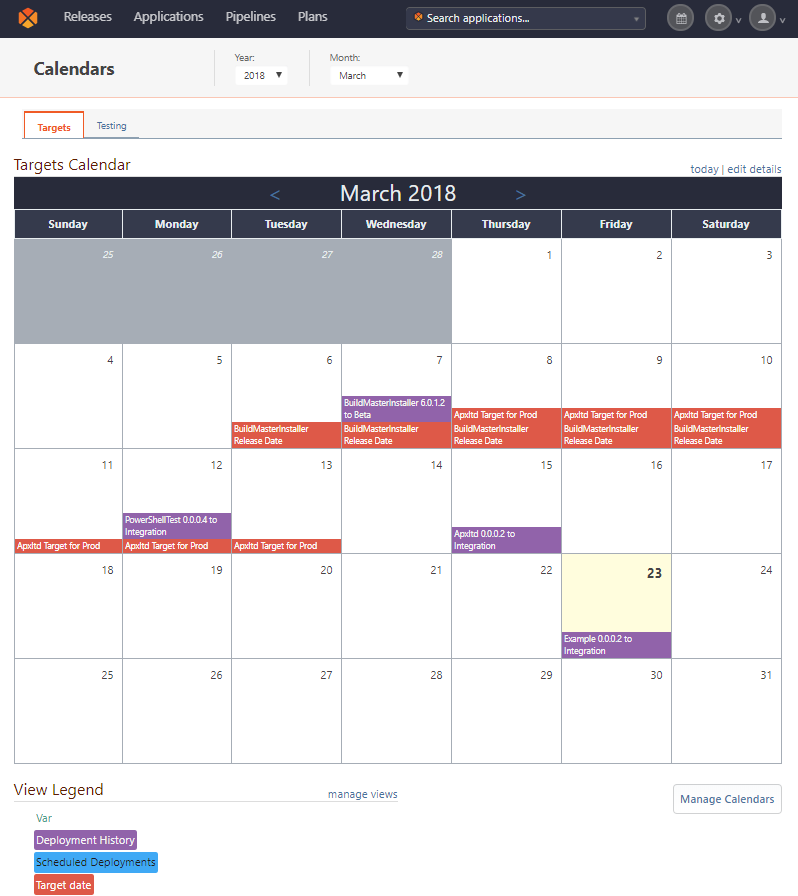 Releases Applications Pipelines Plans Search applications...
Calendars
Year:
2018
Month:
March
Targets Testing
Targets Calendar
today | edit details
< March 2018 >
Sunday Monday Tuesday Wednesday Thursday Friday Saturday
25 26 27 28 1 2 3
4 5 6 7 8 9 10
BuildMasterInstaller
Release Date
BuildMasterInstaller 6.0.1.2
to Beta
BuildMasterInstaller
Release Date
Apxltd Target for Prod
BuildMasterInstaller
Release Date
Apxltd Target for Prod
BuildMasterInstaller
Release Date
Apxltd Target for Prod
BuildMasterInstaller
Release Date
11 12 13 14 15 16 17
Apxltd Target for Prod
PowerShellTest 0.0.0.4 to
Integration
Apxltd Target for Prod
Apxltd Target for Prod
Apxltd 0.0.0.2 to
Integration
18 19 20 21 22 23 24
Example 0.0.0.2 to
Integration
25 26 27 28 29 30 31
View Legend
manage views
Manage Calendars
Var
Deployment History
Scheduled Deployments
Target date